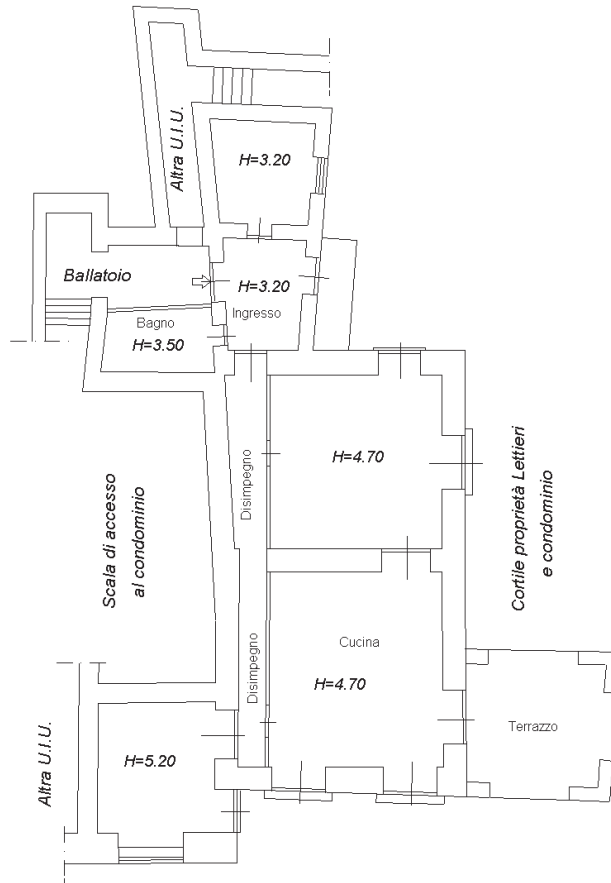 Altra U.I.U.
H=3.20
Ballatoio
H=3.20
Ingresso
Bagno
H=3.50
Disimpegno
H=4.70
Scala di accesso
al condominio
Cortile proprietà Lettieri
e condominio
Disimpegno
Cucina
H=4.70
Terrazzo
Altra U.I.U.
H=5.20